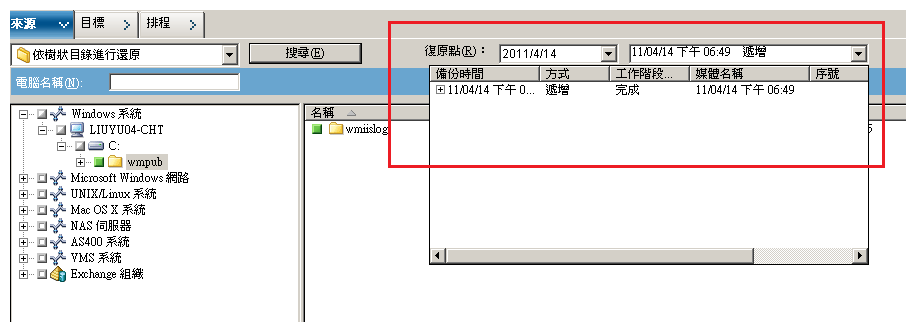 來源 目標 排程
依樹狀目錄進行還原 搜尋(E) 復原點(R): 2011/4/14 11/04/14 下午 06:49 遞增
電腦名稱(N):
備份時間 方式 工作階段... 媒體名稱 序號
11/04/14 下午 0... 遞增 完成 11/04/14 下午 06:49
名稱
wmiislog
Windows 系統
LIUYU04-CHT
C:
wmpub
Microsoft Windows 網路
UNIX/Linux 系統
Mac OS X 系統
NAS 伺服器
AS400 系統
VMS 系統
Exchange 組織